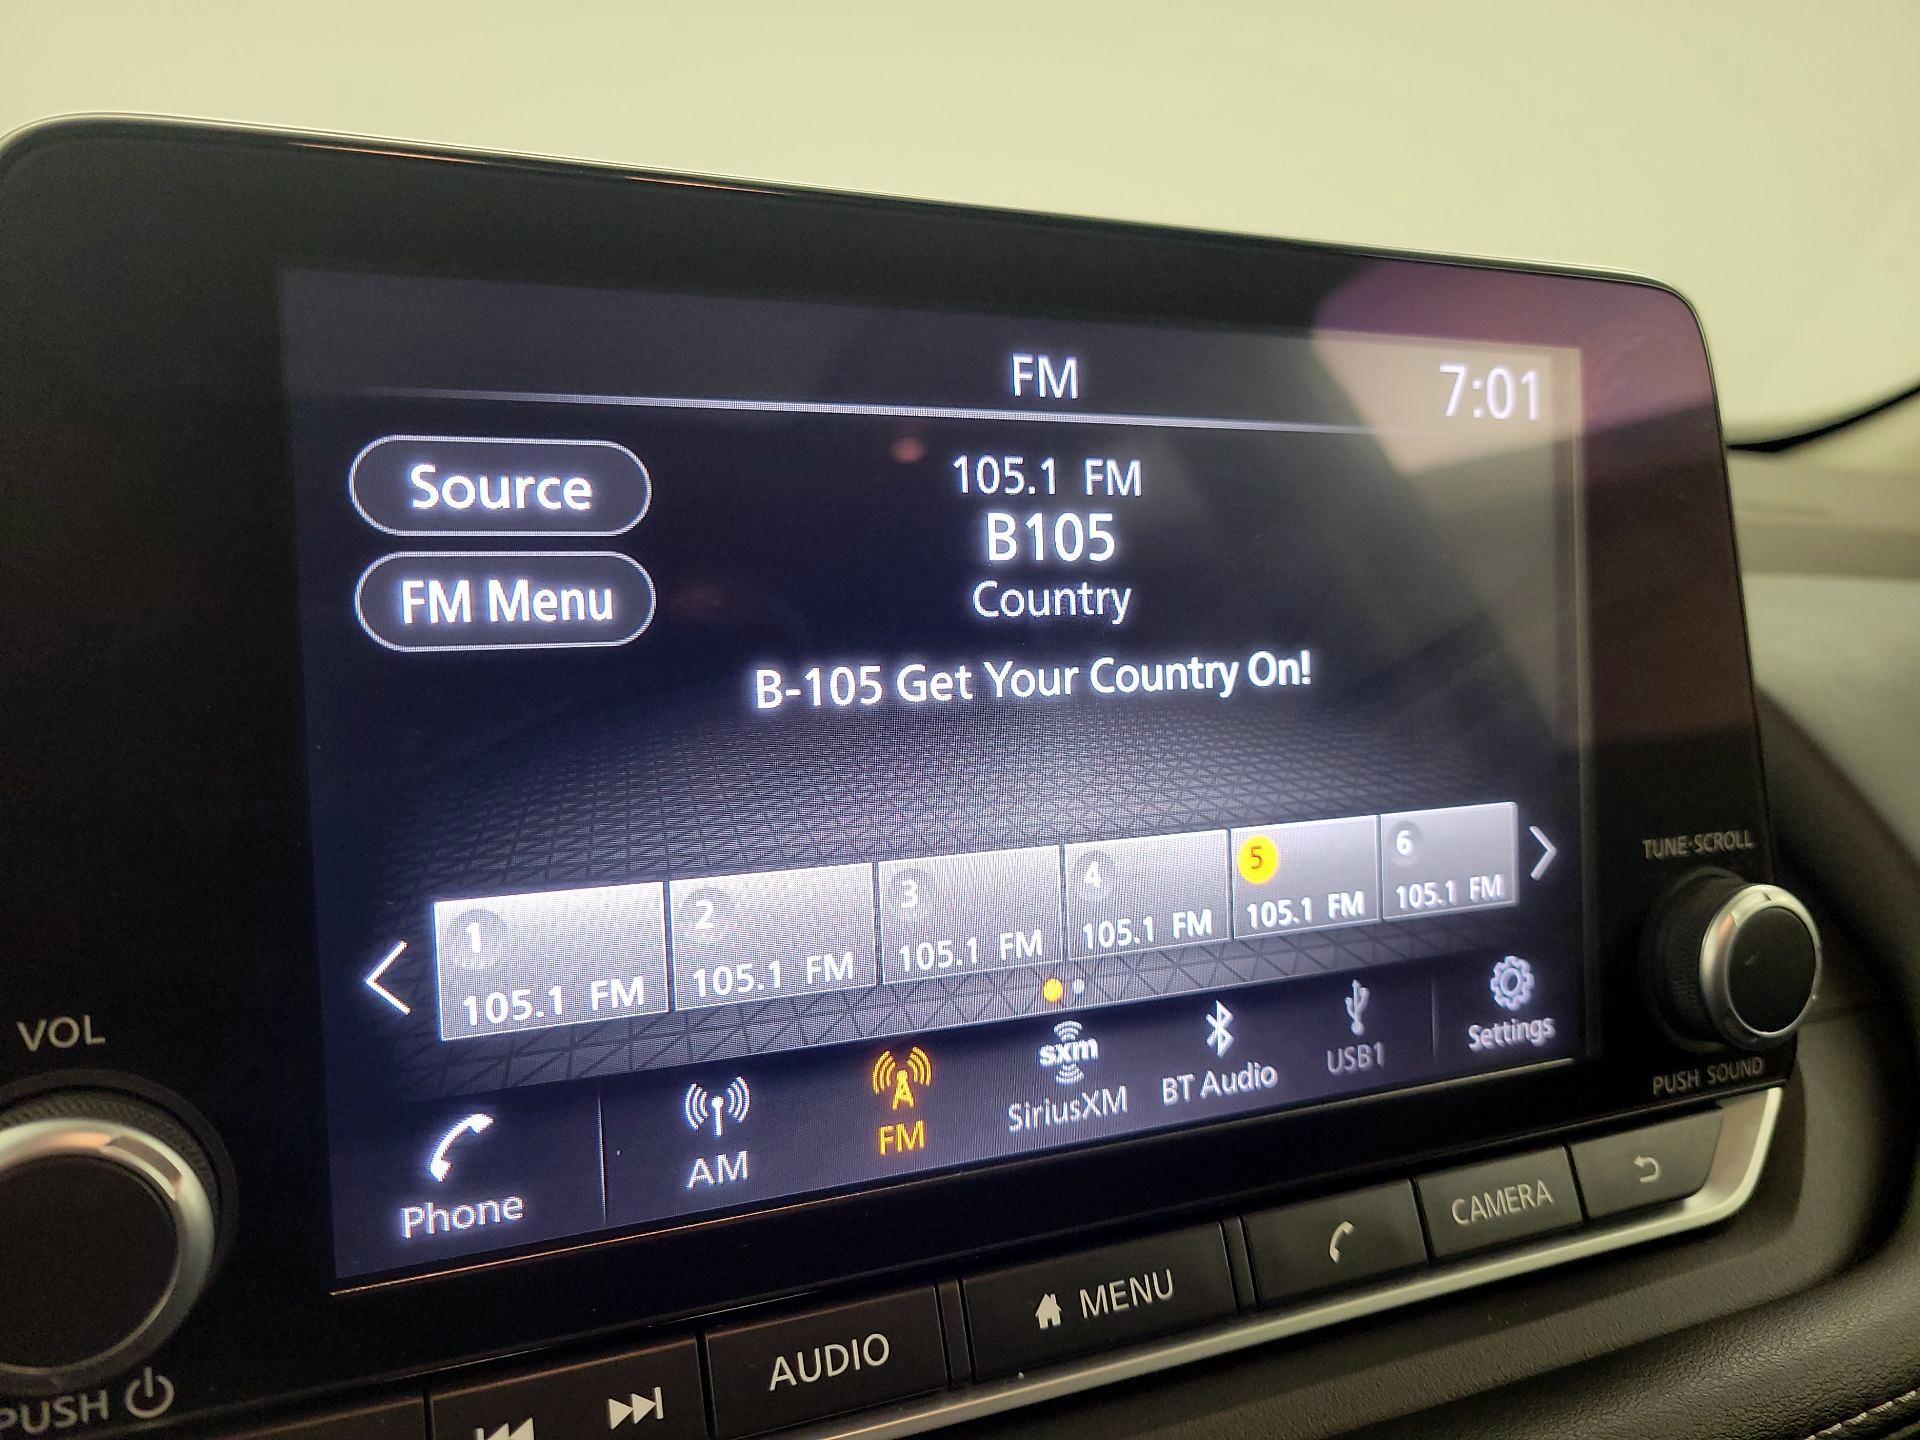 FM
7:01
Source
105.1 FM
B105
FM Menu
Country
B-105 Get Your Country On!
1
105.1 FM
2
105.1 FM
3
105.1 FM
4
105.1 FM
5
105.1 FM
6
105.1 FM
Phone
AM
FM
sxm
SiriusXM
BT Audio
USB1
Settings
VOL
PUSH
TUNE·SCROLL
PUSH SOUND
AUDIO
MENU
CAMERA